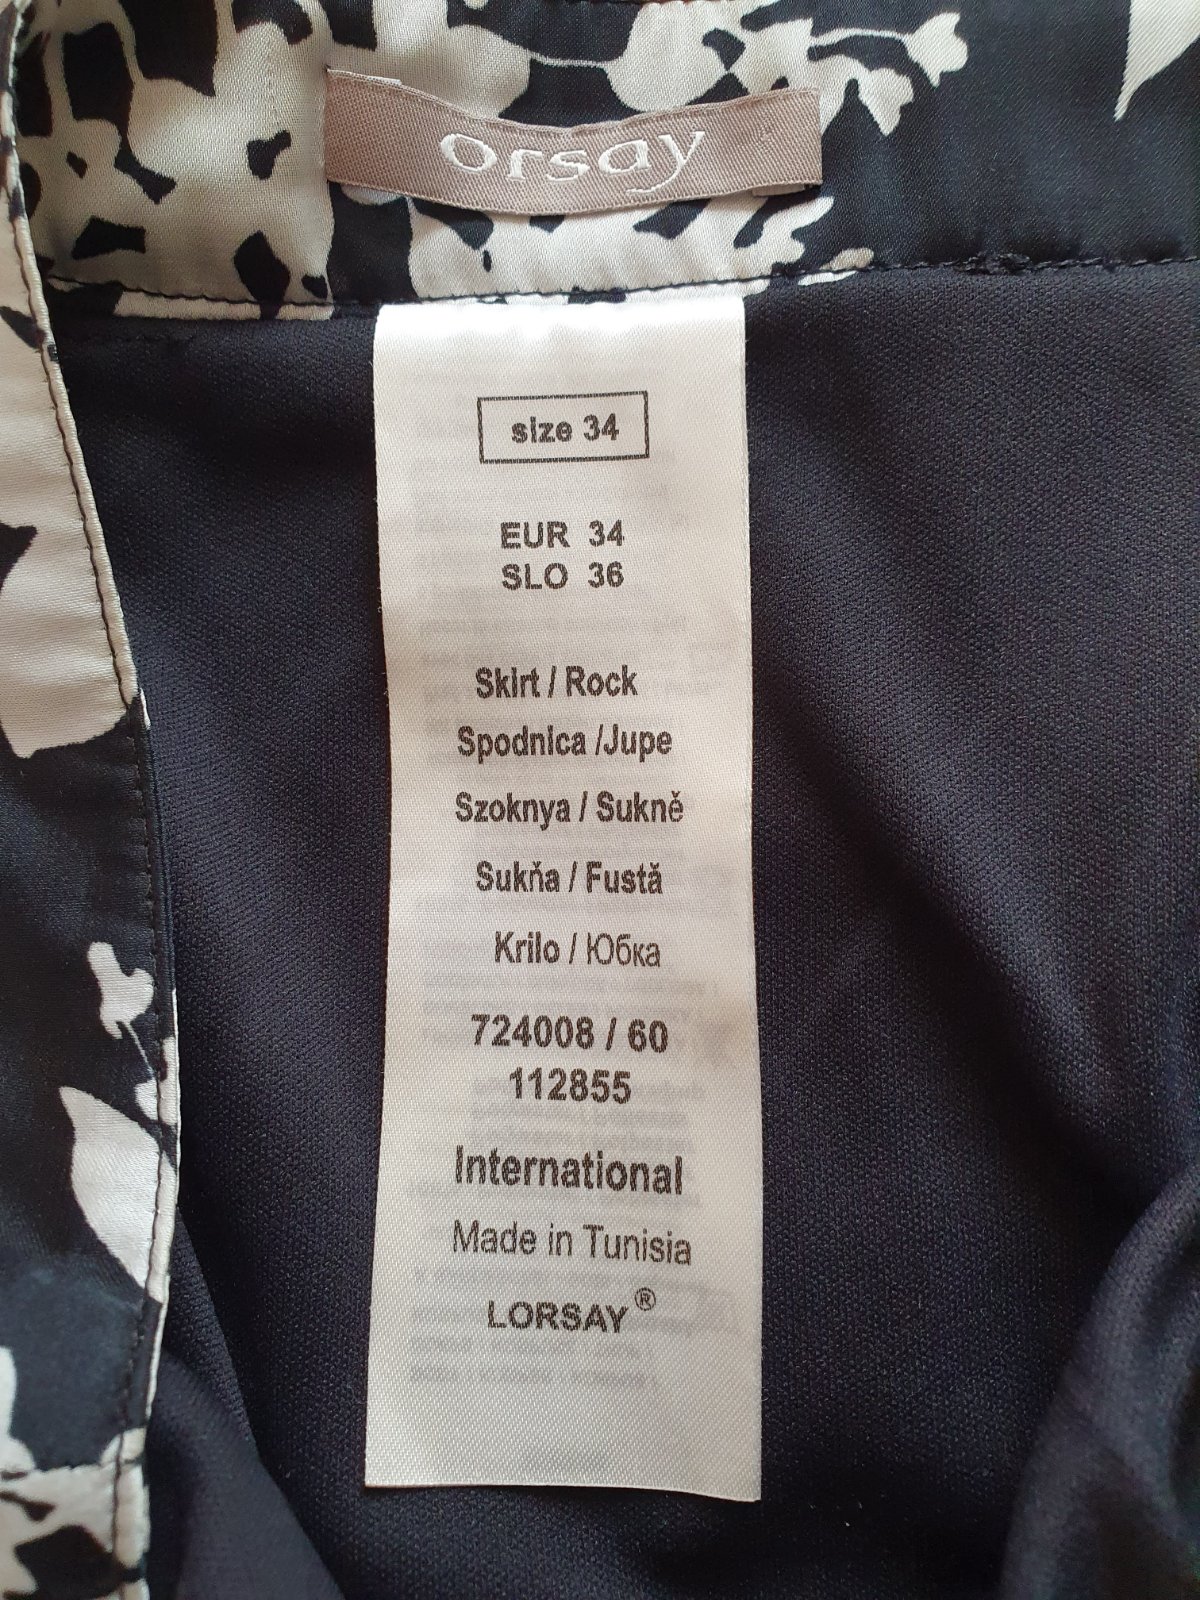 orsay
size 34
EUR 34
SLO 36
Skirt / Rock
Spodnica /Jupe
Szoknya / Sukně
Sukňa / Fustă
Krilo / Юбка
724008 / 60
112855
International
Made in Tunisia
LORSAY®